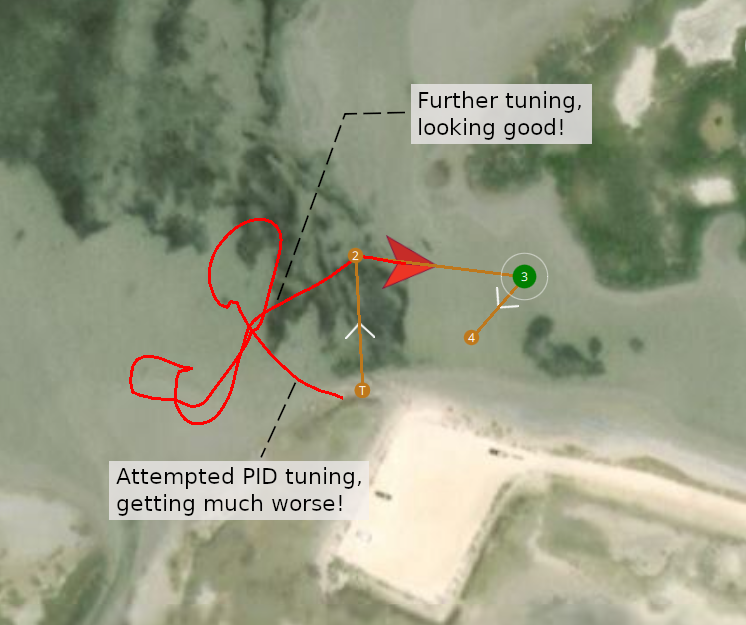 Further tuning,
looking good!
2
3
4
T
Attempted PID tuning,
getting much worse!